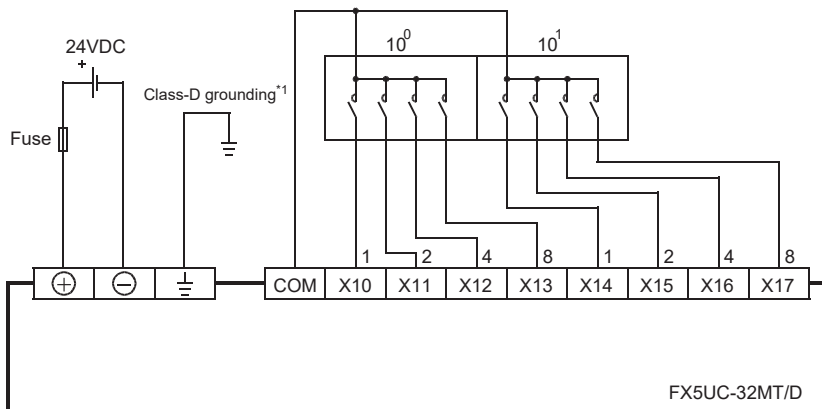 10⁰ 10¹
24VDC
+
Class-D grounding*1
Fuse
1 2 4 8 1 2 4 8
+ − COM X10 X11 X12 X13 X14 X15 X16 X17
FX5UC-32MT/D